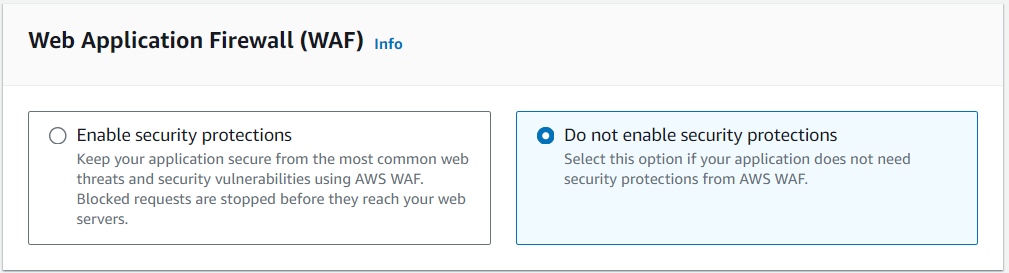 Web Application Firewall (WAF) Info
Enable security protections
Keep your application secure from the most common web
threats and security vulnerabilities using AWS WAF.
Blocked requests are stopped before they reach your web
servers.
Do not enable security protections
Select this option if your application does not need
security protections from AWS WAF.